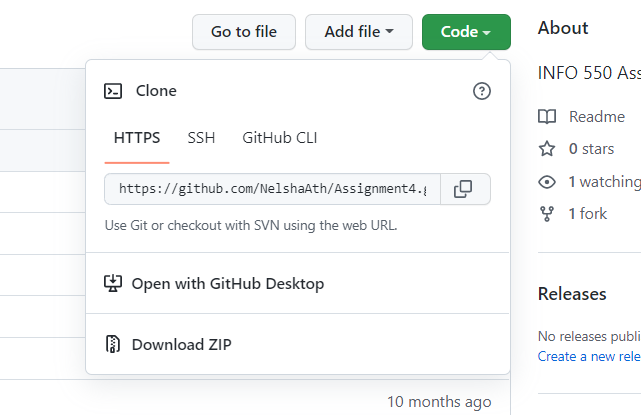 Go to file
Add file
Code
Clone
HTTPS
SSH
GitHub CLI
https://github.com/NelshaAth/Assignment4.g
Use Git or checkout with SVN using the web URL.
Open with GitHub Desktop
Download ZIP
10 months ago
About
INFO 550 Ass
Readme
0 stars
1 watching
1 fork
Releases
No releases publi
Create a new rele